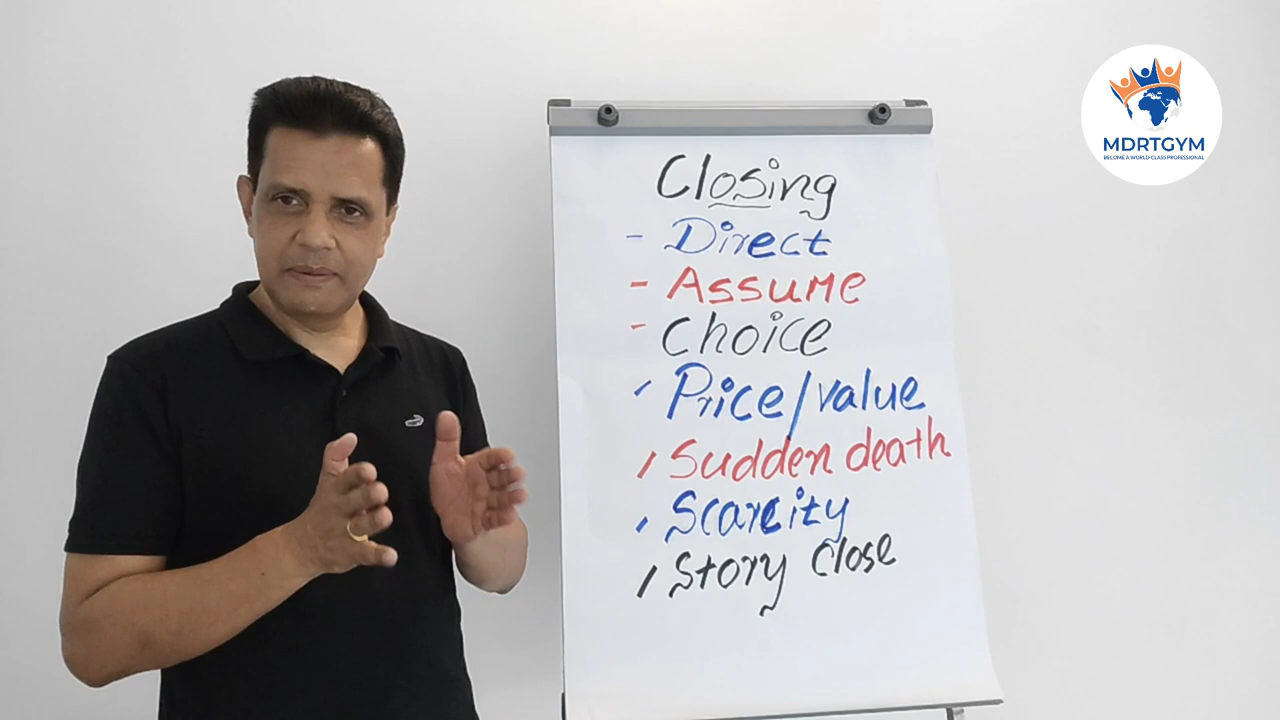 Closing
- Direct
- Assume
- Choice
- Price/value
- Sudden death
- Scarcity
- Story Close
MDRTGYM
BECOME A WORLD-CLASS PROFESSIONAL